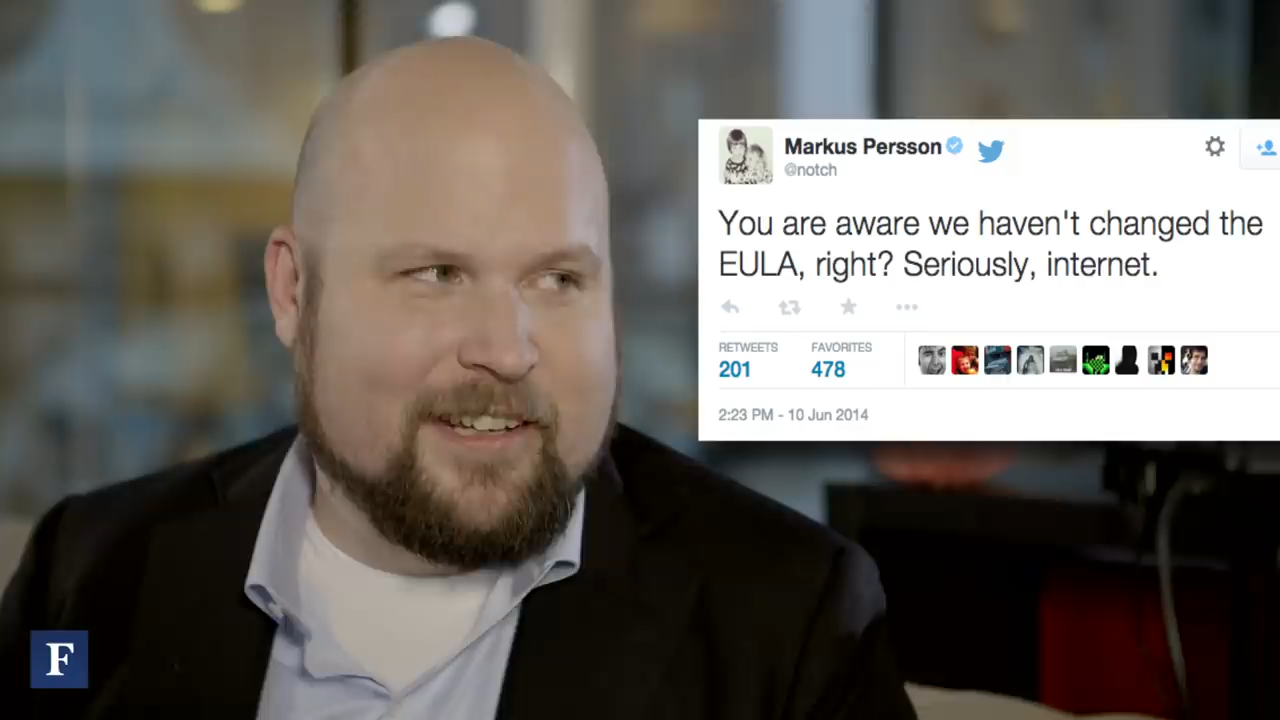 Markus Persson
@notch
You are aware we haven't changed the
EULA, right? Seriously, internet.
RETWEETS FAVORITES
201 478
2:23 PM - 10 Jun 2014
F